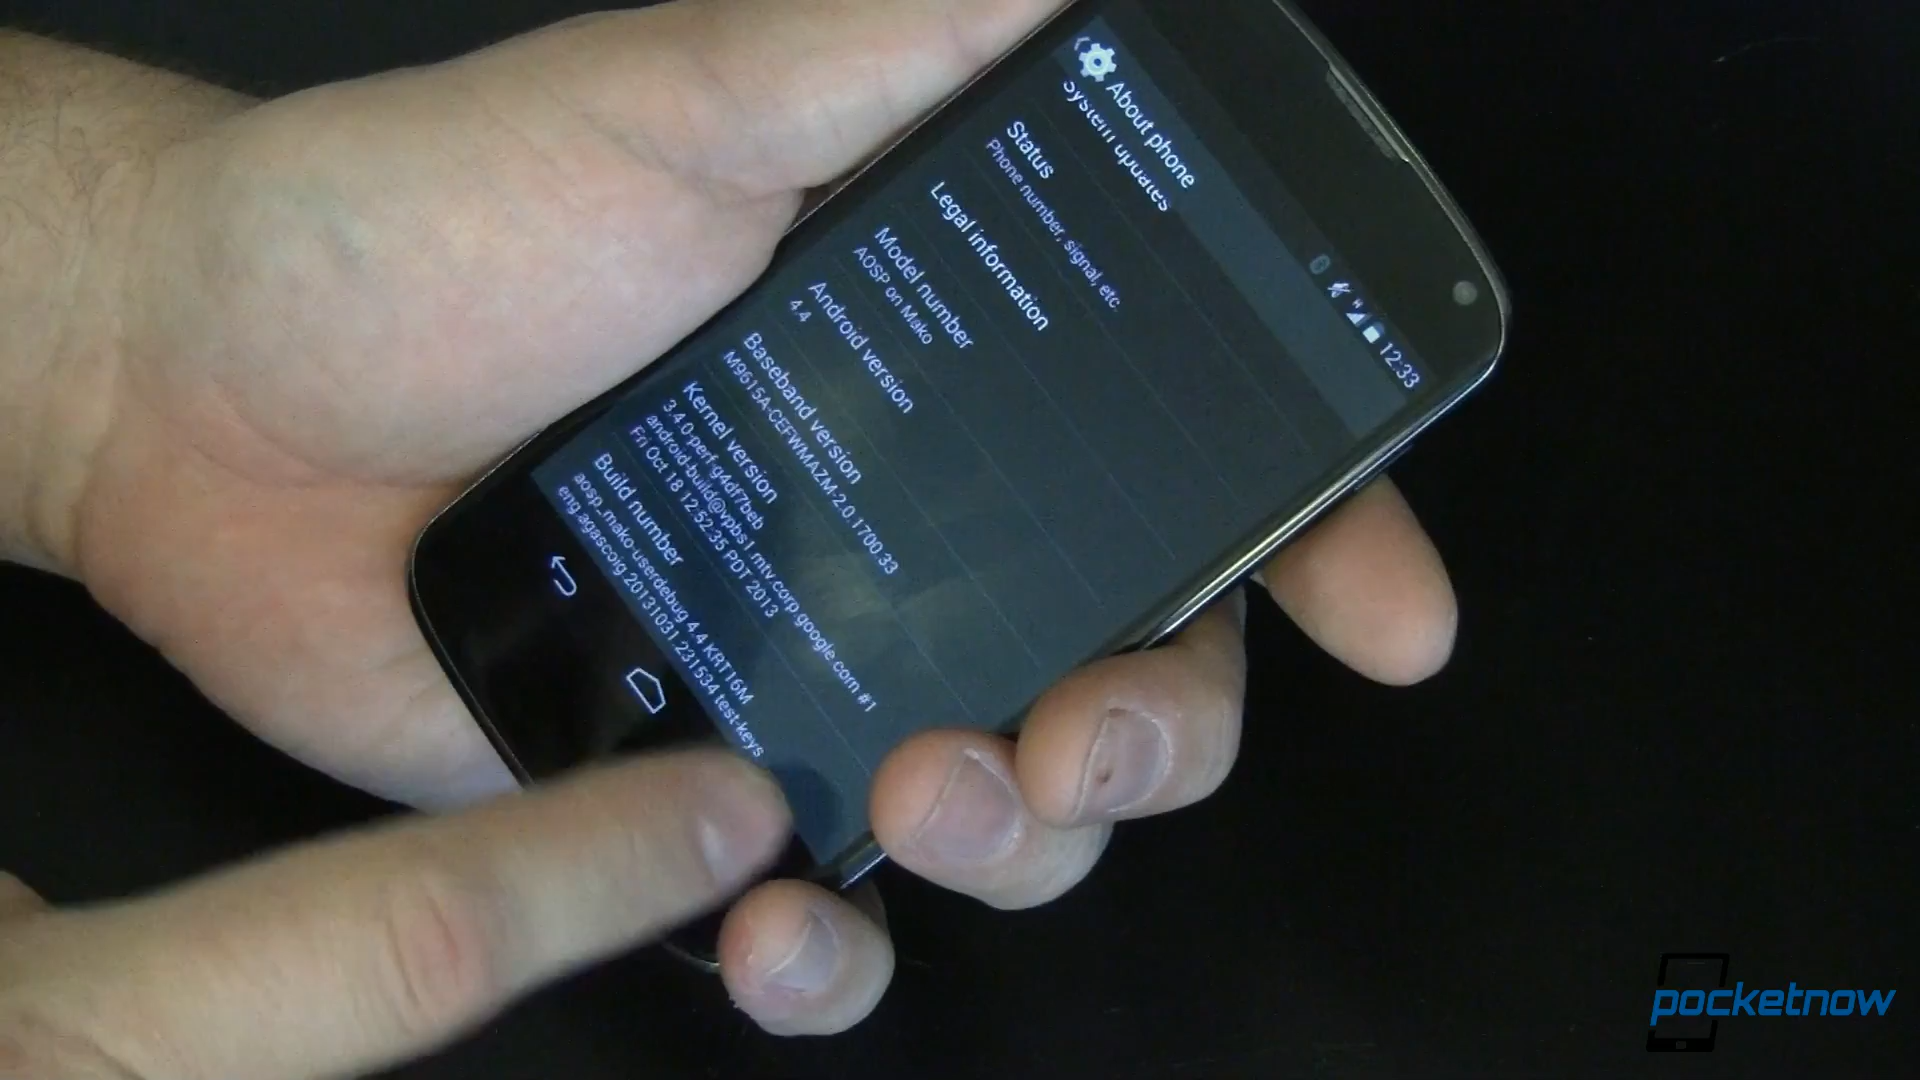 12:33
About phone
System updates
Status
Phone number, signal, etc.
Legal information
Model number
AOSP on Mako
Android version
4.4
Baseband version
M9615A-CEFWMAZM-2.0.1700.33
Kernel version
3.4.0-perf-g4df7beb
android-build@vpbs1.mtv.corp.google.com #1
Fri Oct 18 12:52:35 PDT 2013
Build number
aosp_mako-userdebug 4.4 KRT16M
eng.agascoig.20131031.231534 test-keys
pocketnow